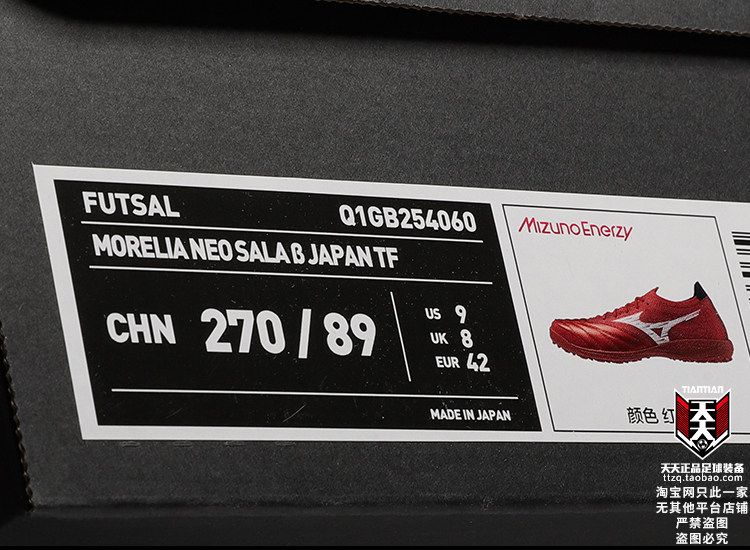 FUTSAL Q1GB254060
MORELIA NEO SALA β JAPAN TF
CHN 270 / 89
US 9
UK 8
EUR 42
MADE IN JAPAN
MIZUNO ENERZY
颜色 红
TIANTIAN
天天
天天正品足球装备
ttzq.taobao.com
淘宝网只此一家
无其他平台店铺
严禁盗图
盗图必究